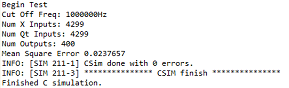 Begin Test
Cut Off Freq: 1000000Hz
Num X Inputs: 4299
Num Qt Inputs: 4299
Num Outputs: 400
Mean Square Error 0.0237657
INFO: [SIM 211-1] CSim done with 0 errors.
INFO: [SIM 211-3] *************** CSIM finish ***************
Finished C simulation.